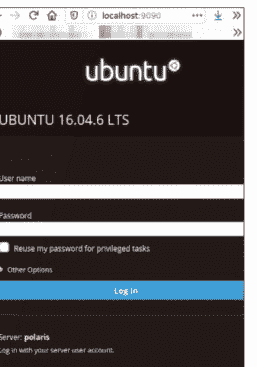 localhost:9090
ubuntu®
UBUNTU 16.04.6 LTS
User name
Password
Reuse my password for privileged tasks
Other Options
Log In
Server: polaris
Log in with your server user account.